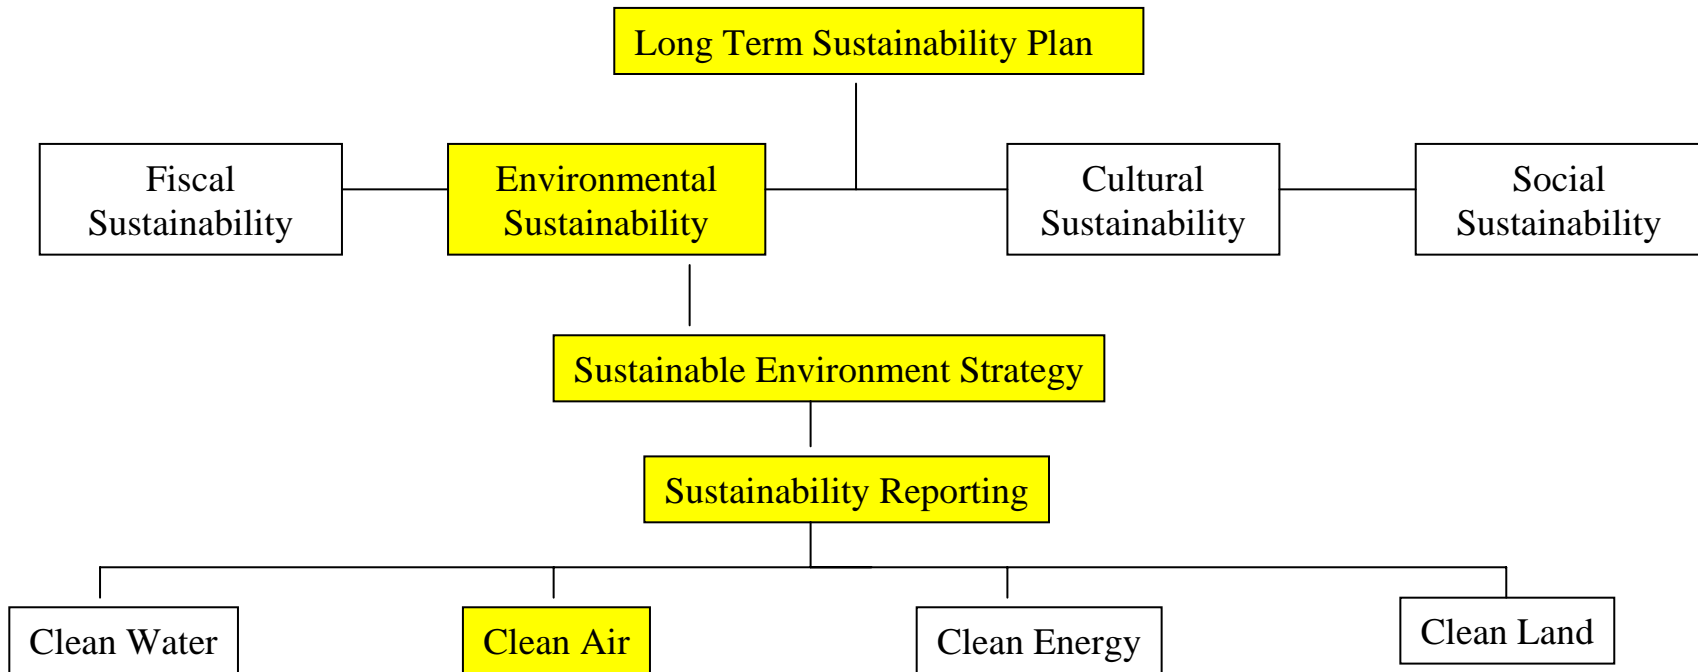 Long Term Sustainability Plan
Fiscal
Sustainability
Environmental
Sustainability
Cultural
Sustainability
Social
Sustainability
Sustainable Environment Strategy
Sustainability Reporting
Clean Water
Clean Air
Clean Energy
Clean Land